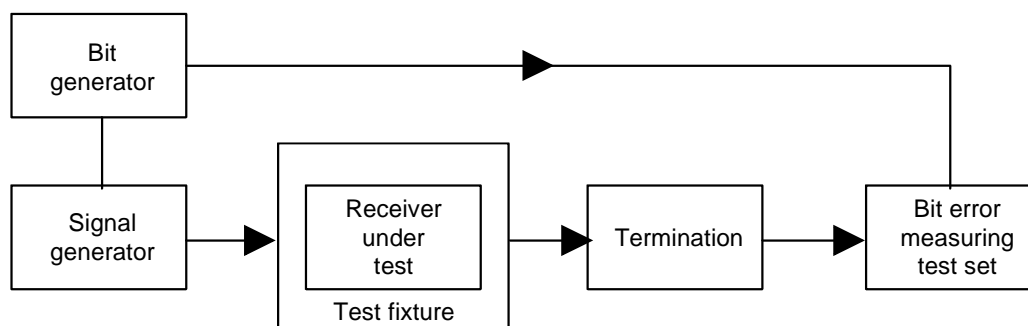 Bit
generator
Signal
generator
Receiver
under
test
Test fixture
Termination
Bit error
measuring
test set